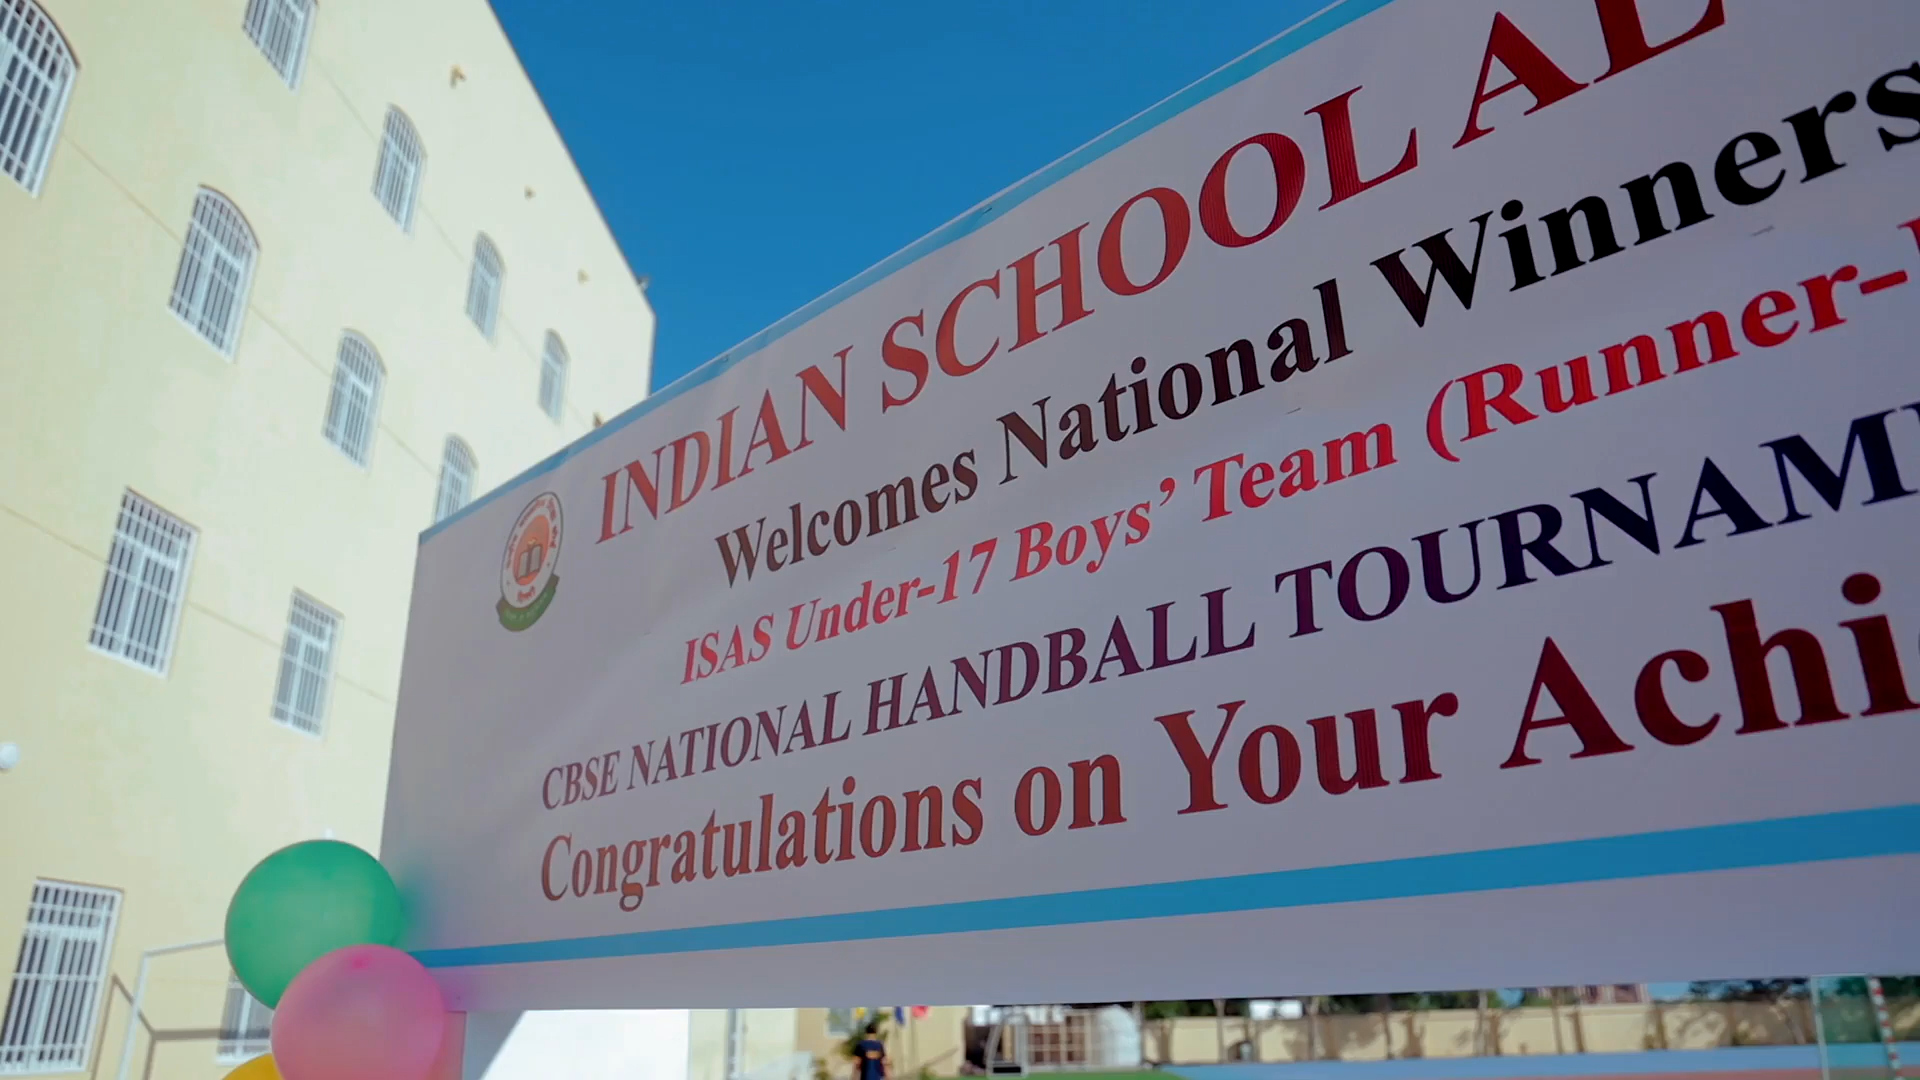 INDIAN SCHOOL AL
Welcomes National Winners
ISAS Under-17 Boys’ Team (Runner-
CBSE NATIONAL HANDBALL TOURNAM
Congratulations on Your Achi